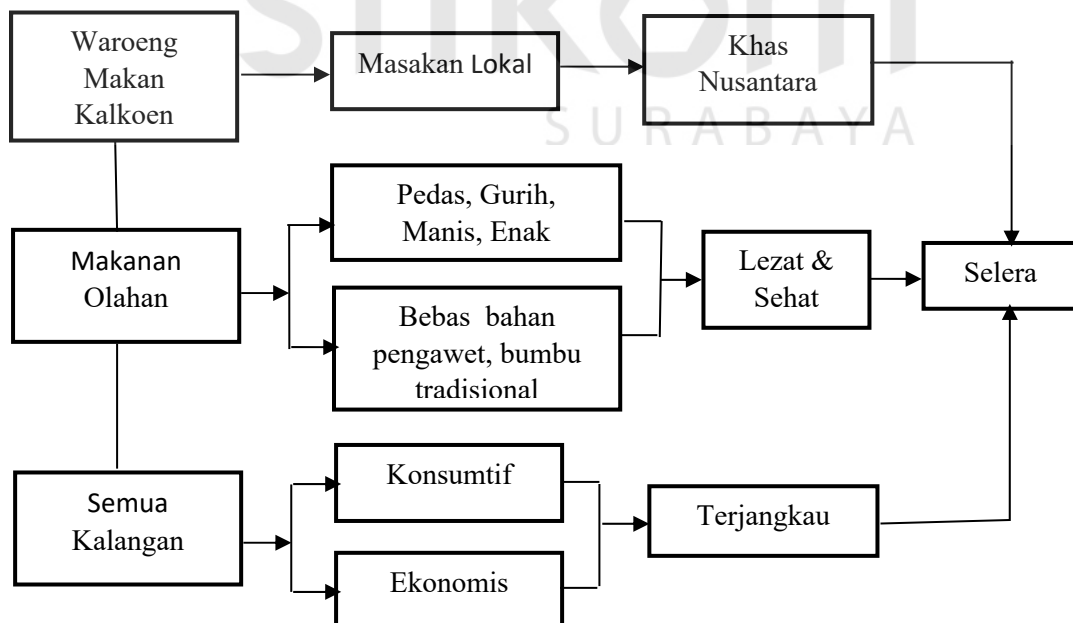 stikom
SURABAYA
Waroeng
Makan
Kalkoen
Masakan Lokal
Khas
Nusantara
Makanan
Olahan
Pedas, Gurih,
Manis, Enak
Bebas bahan
pengawet, bumbu
tradisional
Lezat &
Sehat
Selera
Semua
Kalangan
Konsumtif
Ekonomis
Terjangkau